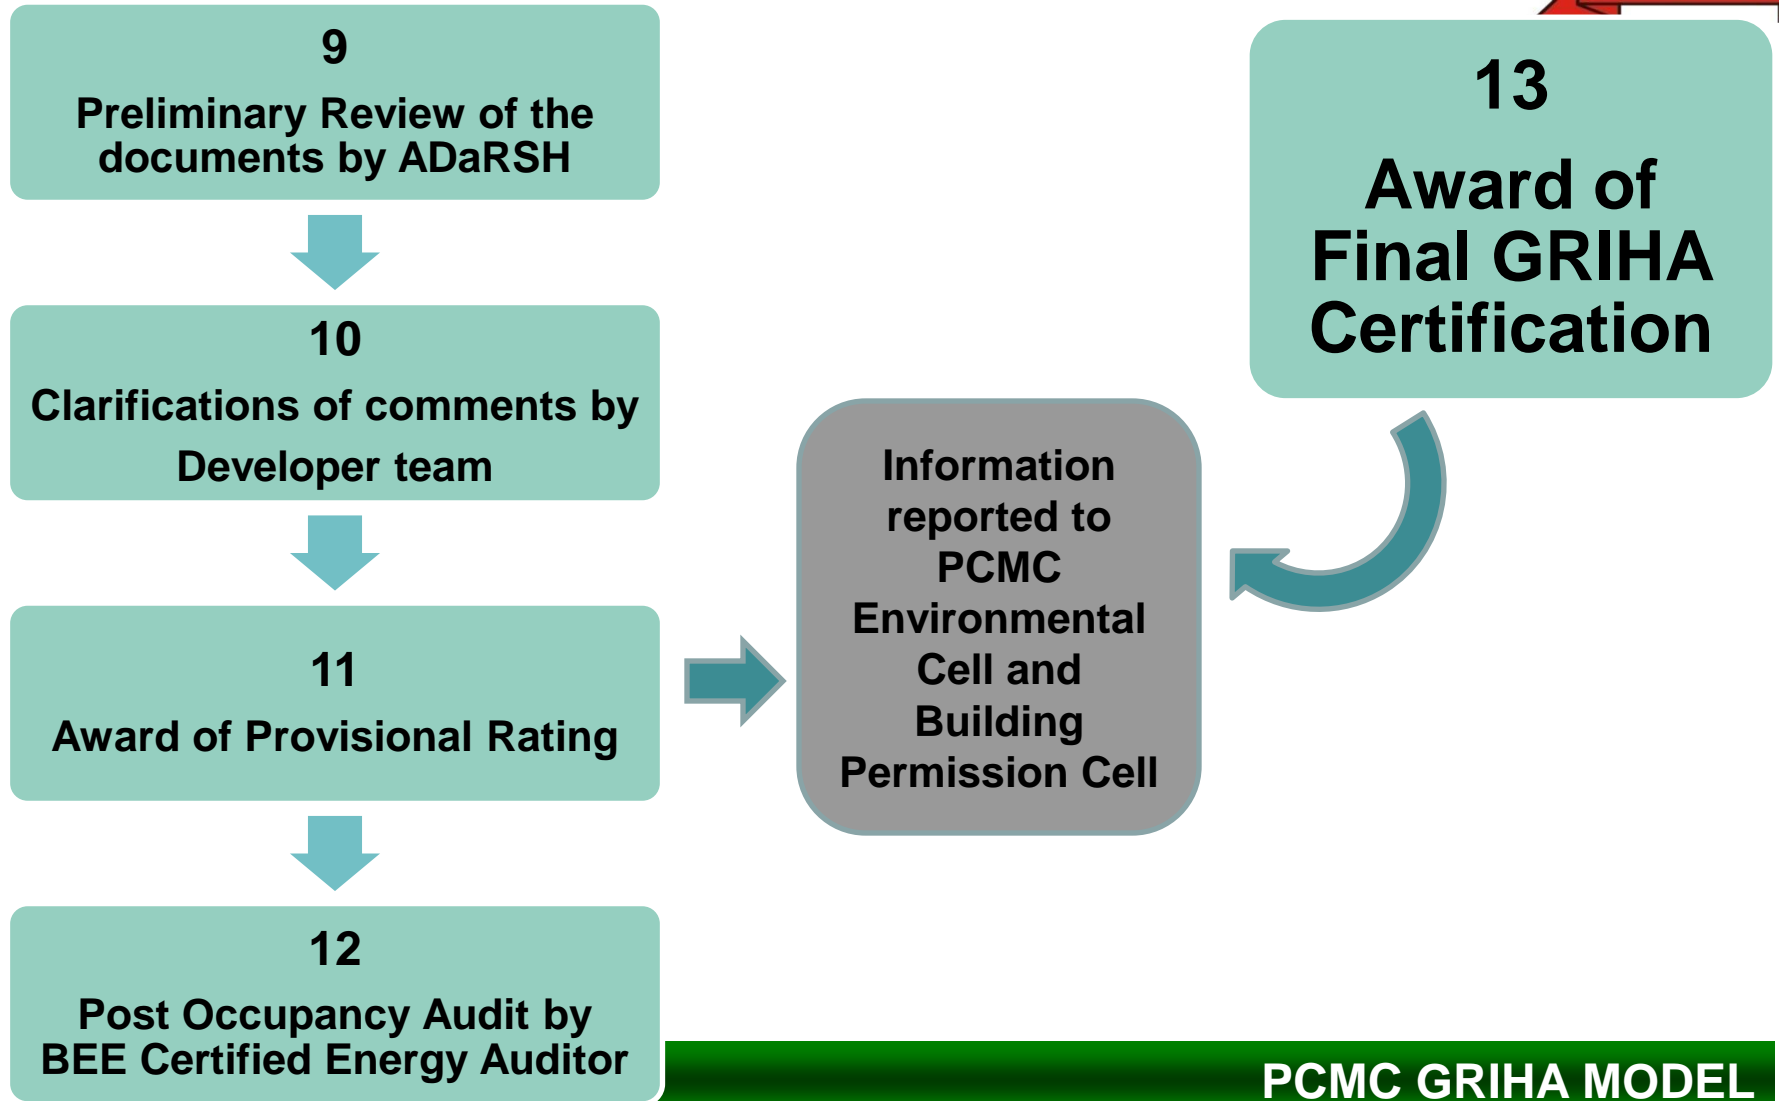 9
Preliminary Review of the
documents by ADaRSH
10
Clarifications of comments by
Developer team
11
Award of Provisional Rating
12
Post Occupancy Audit by
BEE Certified Energy Auditor
Information
reported to
PCMC
Environmental
Cell and
Building
Permission Cell
13
Award of
Final GRIHA
Certification
PCMC GRIHA MODEL